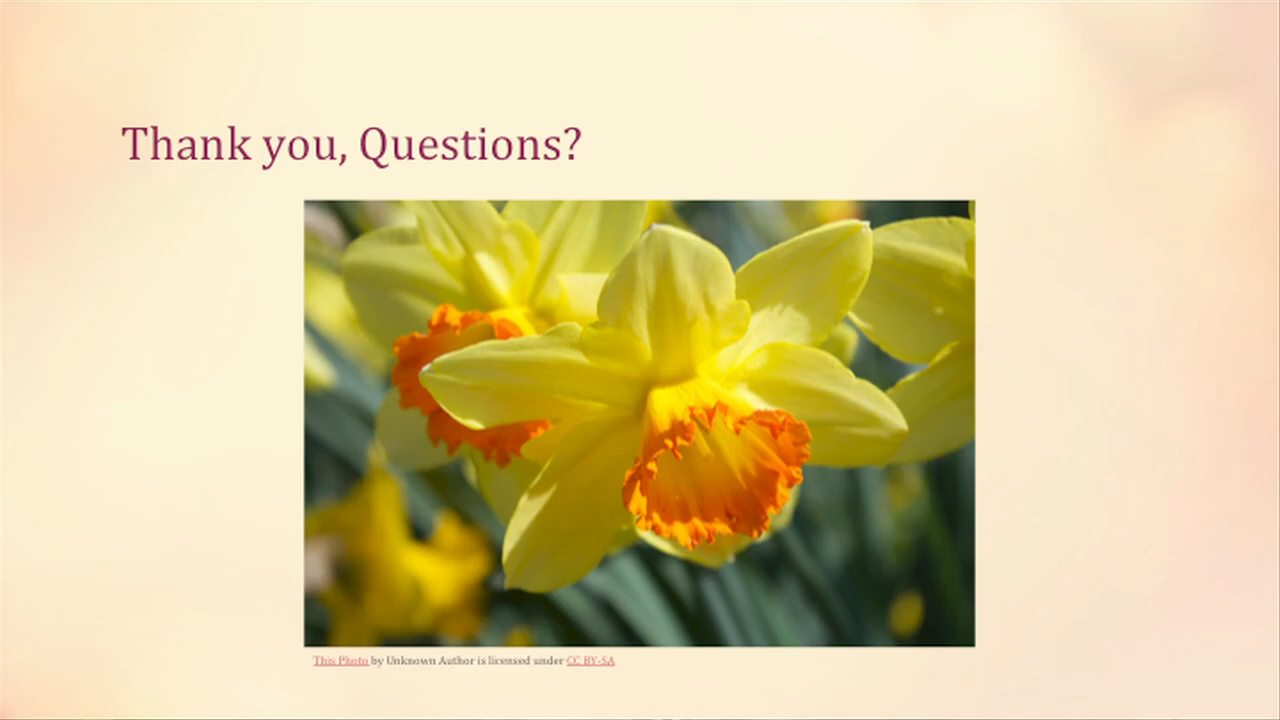 Thank you, Questions?
This Photo by Unknown Author is licensed under CC BY-SA